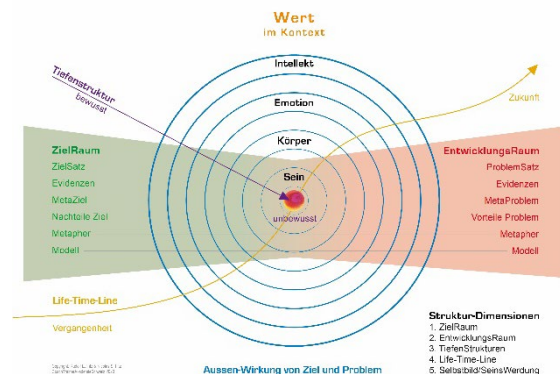 Wert
im Kontext
Intellekt
Tiefenstruktur
bewusst
Emotion
Zukunft
Körper
ZielRaum
EntwicklungsRaum
ZielSatz
ProblemSatz
Evidenzen
Evidenzen
Sein
MetaZiel
MetaProblem
Nachteile Ziel
Vorteile Problem
unbewusst
Metapher
Metapher
Modell
Modell
Life-Time-Line
Vergangenheit
Struktur-Dimensionen
1. ZielRaum
2. EntwicklungsRaum
3. TiefenStrukturen
4. Life-Time-Line
5. Selbstbild/SeinsWerdung
Aussen-Wirkung von Ziel und Problem